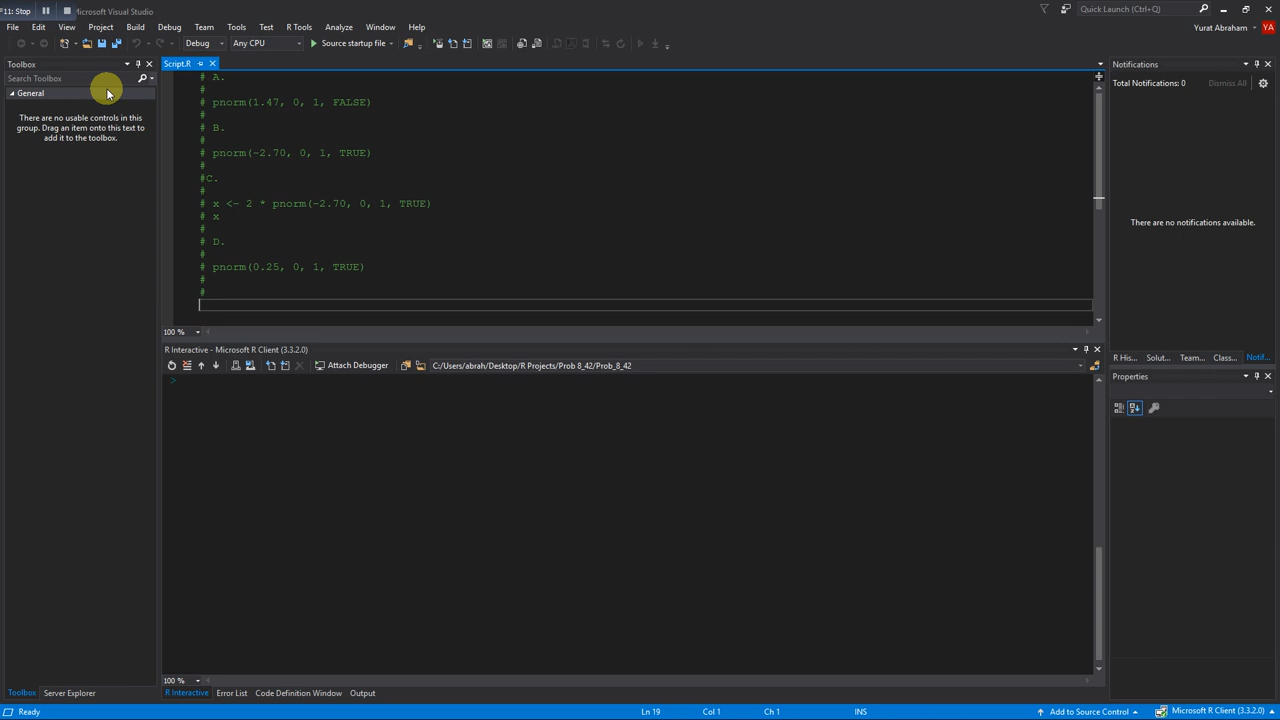 F11: Stop
Microsoft Visual Studio
Quick Launch (Ctrl+Q)
File Edit View Project Build Debug Team Tools R Tools Analyze Window Help
Yurat Abraham YA
Debug Any CPU Source startup file
Toolbox
Search Toolbox
General
There are no usable controls in this
group. Drag an item onto this text to
add it to the toolbox.
Script.R
# A.
#
# pnorm(1.47, 0, 1, FALSE)
#
# B.
#
# pnorm(-2.70, 0, 1, TRUE)
#
#C.
#
# x <- 2 * pnorm(-2.70, 0, 1, TRUE)
# x
#
# D.
#
# pnorm(0.25, 0, 1, TRUE)
#
#
100 %
R Interactive - Microsoft R Client (3.3.2.0)
Attach Debugger C:/Users/abrah/Desktop/R Projects/Prob 8_42/Prob_8_42
>
100 %
R Interactive Error List Code Definition Window Output
Notifications
Total Notifications: 0 Dismiss All
There are no notifications available.
R His... Solut... Team... Class... Notif...
Properties
Toolbox Server Explorer
Ready Ln 19 Col 1 Ch 1 INS Add to Source Control Microsoft R Client (3.3.2.0)